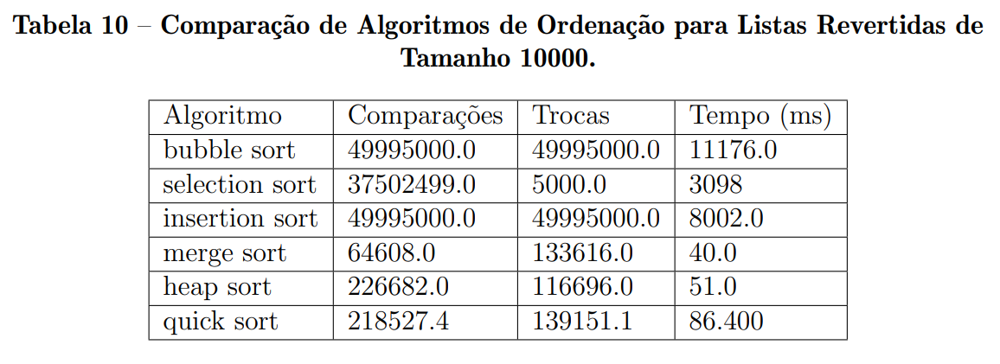 Tabela 10 – Comparação de Algoritmos de Ordenação para Listas Revertidas de
Tamanho 10000.
Algoritmo Comparações Trocas Tempo (ms)
bubble sort 49995000.0 49995000.0 11176.0
selection sort 37502499.0 5000.0 3098
insertion sort 49995000.0 49995000.0 8002.0
merge sort 64608.0 133616.0 40.0
heap sort 226682.0 116696.0 51.0
quick sort 218527.4 139151.1 86.400